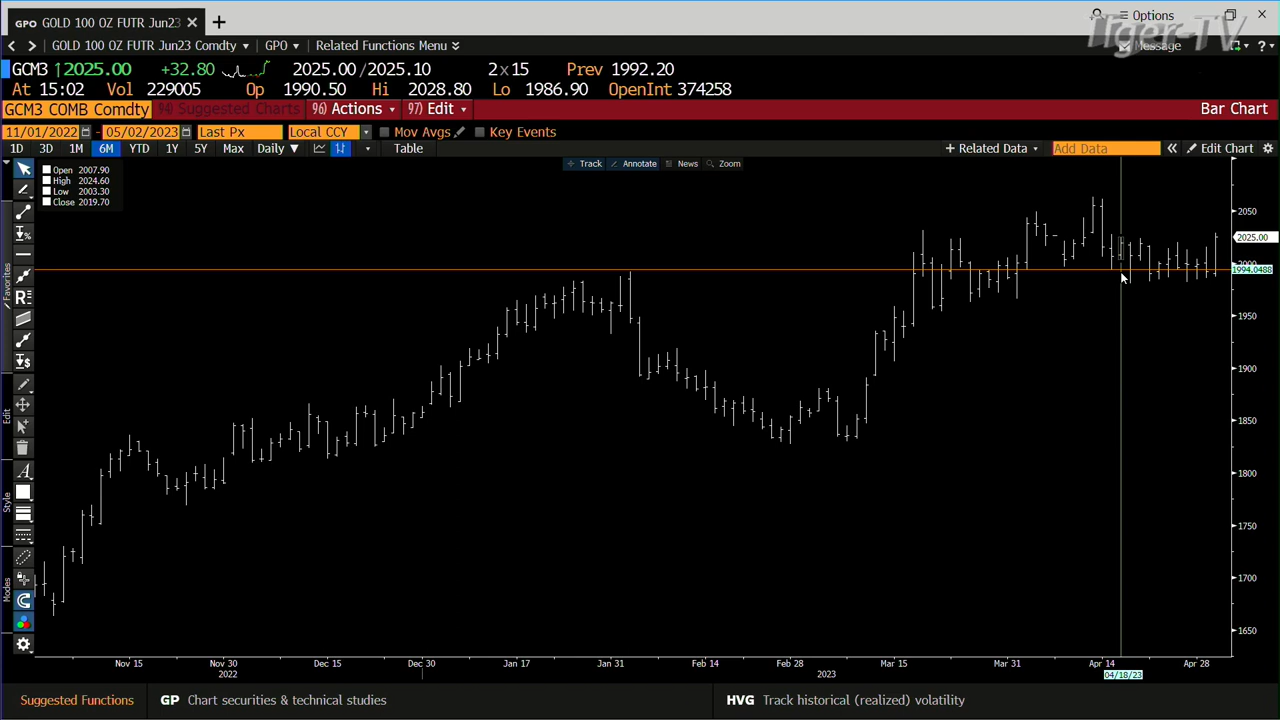 GPO GOLD 100 OZ FUTR Jun23
Options
Tiger-TV
GOLD 100 OZ FUTR Jun23 Comdty GPO Related Functions Menu Message
GCM3 ↑2025.00 +32.80 2025.00/2025.10 2x15 Prev 1992.20
At 15:02 Vol 229005 Op 1990.50 Hi 2028.80 Lo 1986.90 OpenInt 374258
GCM3 COMB Comdty 94) Suggested Charts 96) Actions 97) Edit Bar Chart
11/01/2022 - 05/02/2023 Last Px Local CCY Mov Avgs Key Events
1D 3D 1M 6M YTD 1Y 5Y Max Daily ▼ Table + Related Data Add Data « Edit Chart
Track Annotate News Zoom
Open 2007.90
High 2024.60
Low 2003.30
Close 2019.70
2050
2025.00
2000
1994.0488
1950
1900
1850
1800
1750
1700
1650
Favorites
Edit
Style
Modes
Nov 15 Nov 30 Dec 15 Dec 30 Jan 17 Jan 31 Feb 14 Feb 28 Mar 15 Mar 31 Apr 14 Apr 28
2022 2023 04/18/23
Suggested Functions GP Chart securities & technical studies HVG Track historical (realized) volatility